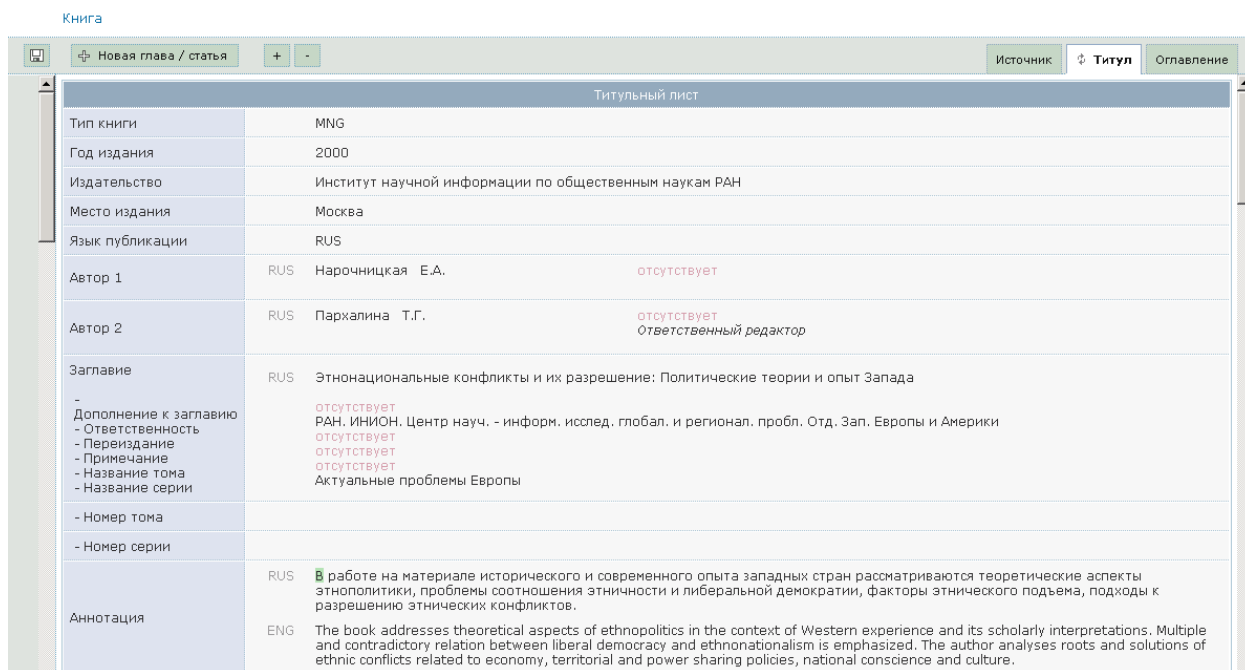 Книга
Новая глава / статья + - Источник Титул Оглавление
Титульный лист
Тип книги MNG
Год издания 2000
Издательство Институт научной информации по общественным наукам РАН
Место издания Москва
Язык публикации RUS
Автор 1 RUS Нарочницкая Е.А. отсутствует
Автор 2 RUS Пархалина Т.Г. отсутствует
Ответственный редактор
Заглавие RUS Этнонациональные конфликты и их разрешение: Политические теории и опыт Запада
-
Дополнение к заглавию отсутствует
- Ответственность РАН. ИНИОН. Центр науч. - информ. исслед. глобал. и регионал. пробл. Отд. Зап. Европы и Америки
- Переиздание отсутствует
- Примечание отсутствует
- Название тома отсутствует
- Название серии Актуальные проблемы Европы
- Номер тома
- Номер серии
Аннотация
RUS В работе на материале исторического и современного опыта западных стран рассматриваются теоретические аспекты
этнополитики, проблемы соотношения этничности и либеральной демократии, факторы этнического подъема, подходы к
разрешению этнических конфликтов.
ENG The book addresses theoretical aspects of ethnopolitics in the context of Western experience and its scholarly interpretations. Multiple
and contradictory relation between liberal democracy and ethnonationalism is emphasized. The author analyses roots and solutions of
ethnic conflicts related to economy, territorial and power sharing policies, national conscience and culture.